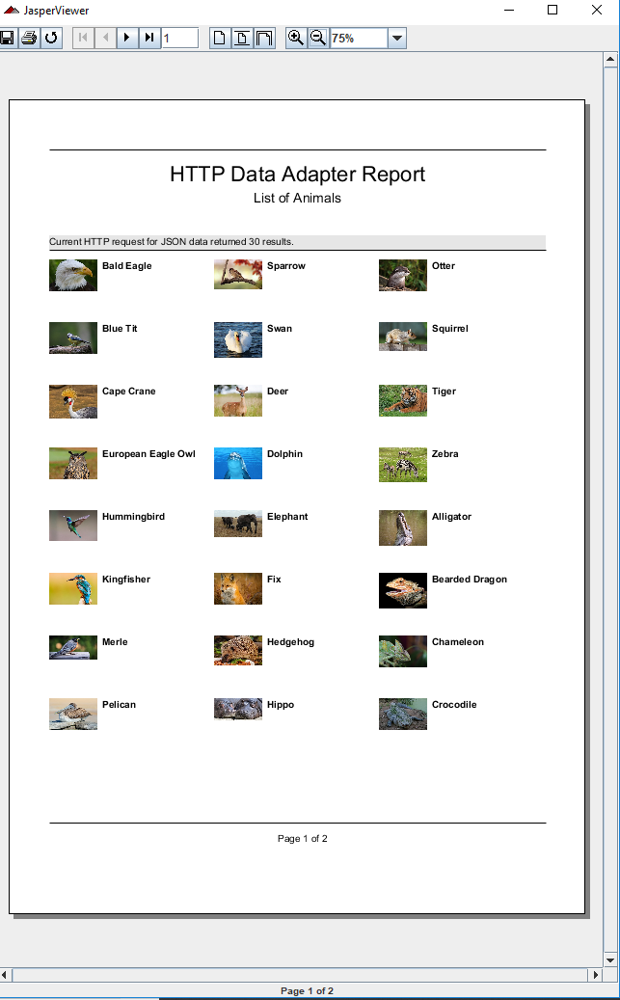 JasperViewer
1
75%
HTTP Data Adapter Report
List of Animals
Current HTTP request for JSON data returned 30 results.
Bald Eagle Sparrow Otter
Blue Tit Swan Squirrel
Cape Crane Deer Tiger
European Eagle Owl Dolphin Zebra
Hummingbird Elephant Alligator
Kingfisher Fix Bearded Dragon
Merle Hedgehog Chameleon
Pelican Hippo Crocodile
Page 1 of 2
Page 1 of 2